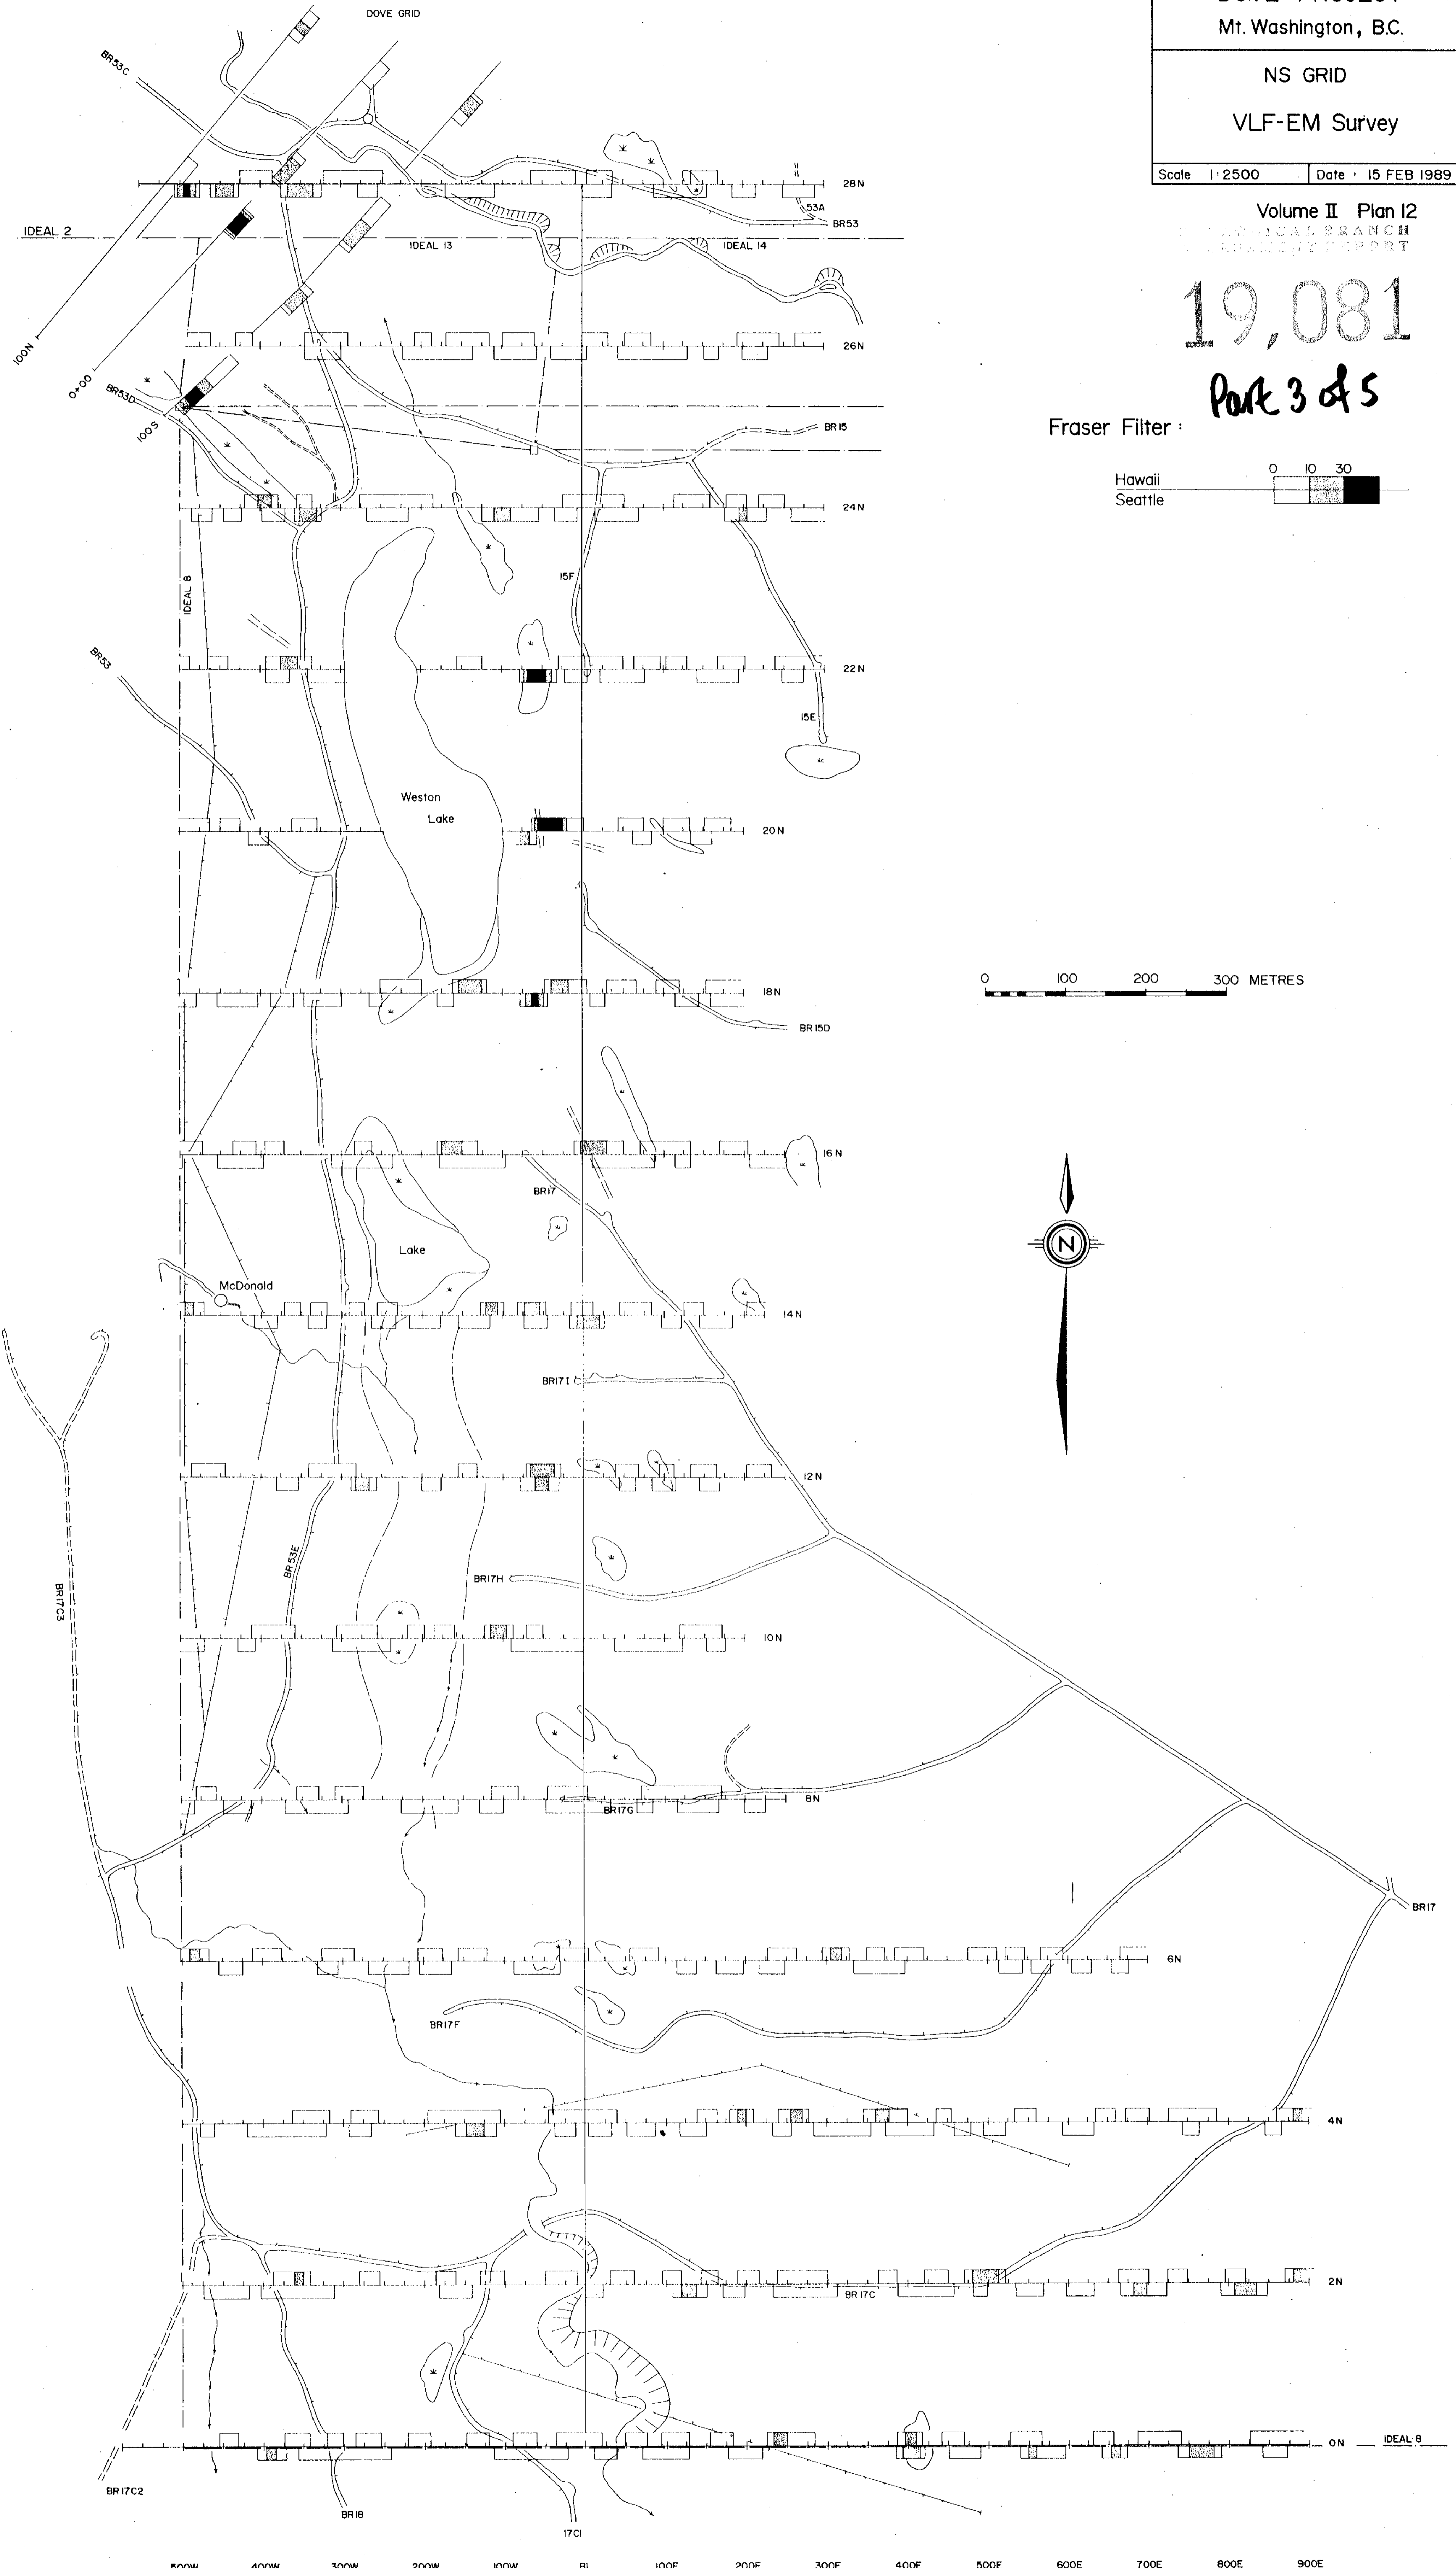 Mt. Washington, B.C.
NS GRID
VLF-EM Survey
Scale 1:2500
Date : 15 FEB 1989
Volume II Plan 12
GEOLOGICAL BRANCH
ASSESSMENT REPORT
19,081
Part 3 of 5
Fraser Filter :
Hawaii
Seattle
0 10 30
DOVE GRID
BR53C
28N
53A
BR53
IDEAL 2
IDEAL 13
IDEAL 14
100N
26N
0+00
BR53D
100S
BR15
24N
IDEAL 8
15F
BR53
22N
15E
Weston
Lake
20N
0 100 200 300 METRES
18N
BR15D
16N
BR17
N
Lake
McDonald
14N
BR17I
12N
BR53E
BR17H
BR17C3
10N
8N
BR17G
BR17
6N
BR17F
4N
2N
BR17C
0N
IDEAL 8
BR17C2
BR18
17C1
500W 400W 300W 200W 100W BL 100E 200E 300E 400E 500E 600E 700E 800E 900E